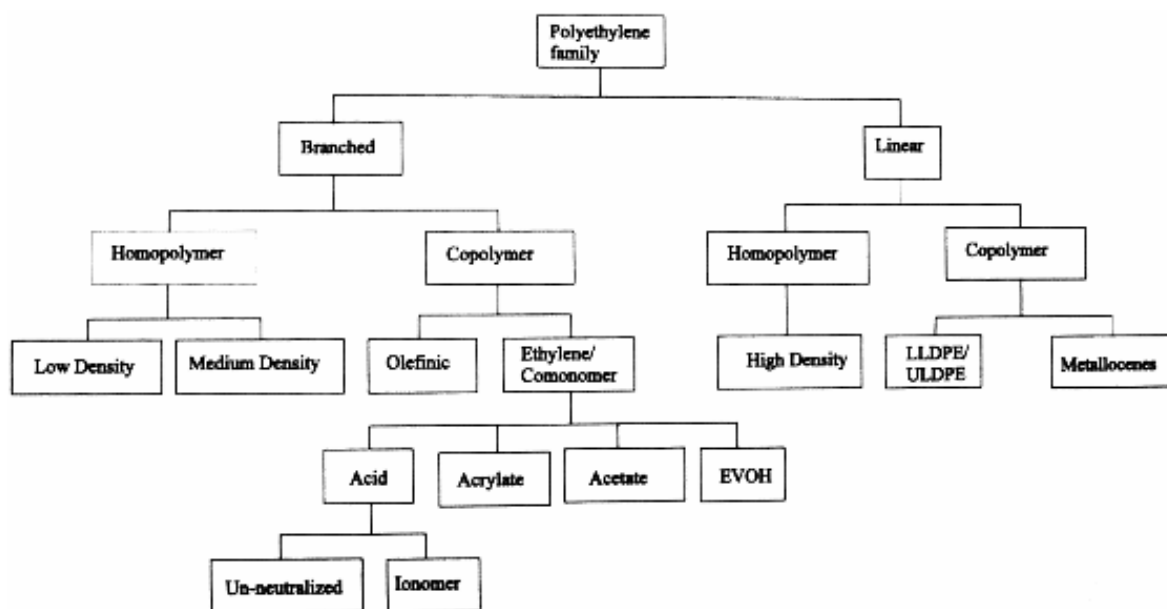 Polyethylene
family
Branched
Linear
Homopolymer
Copolymer
Homopolymer
Copolymer
Low Density
Medium Density
Olefinic
Ethylene/
Comonomer
High Density
LLDPE/
ULDPE
Metallocenes
Acid
Acrylate
Acetate
EVOH
Un-neutralized
Ionomer